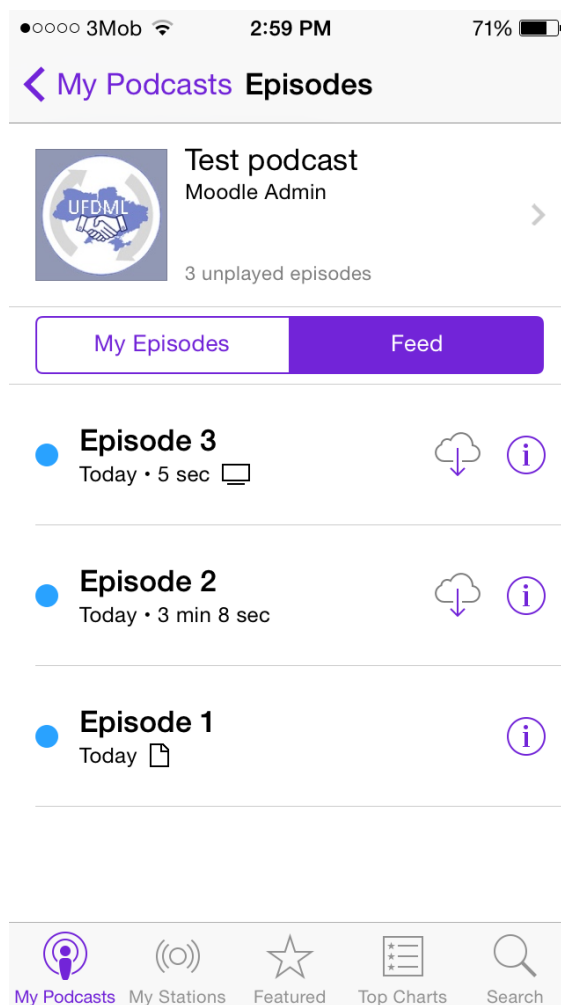 3Mob 2:59 PM 71%
My Podcasts Episodes
UFDML
Test podcast
Moodle Admin
3 unplayed episodes
My Episodes Feed
Episode 3
Today • 5 sec
Episode 2
Today • 3 min 8 sec
Episode 1
Today
My Podcasts My Stations Featured Top Charts Search